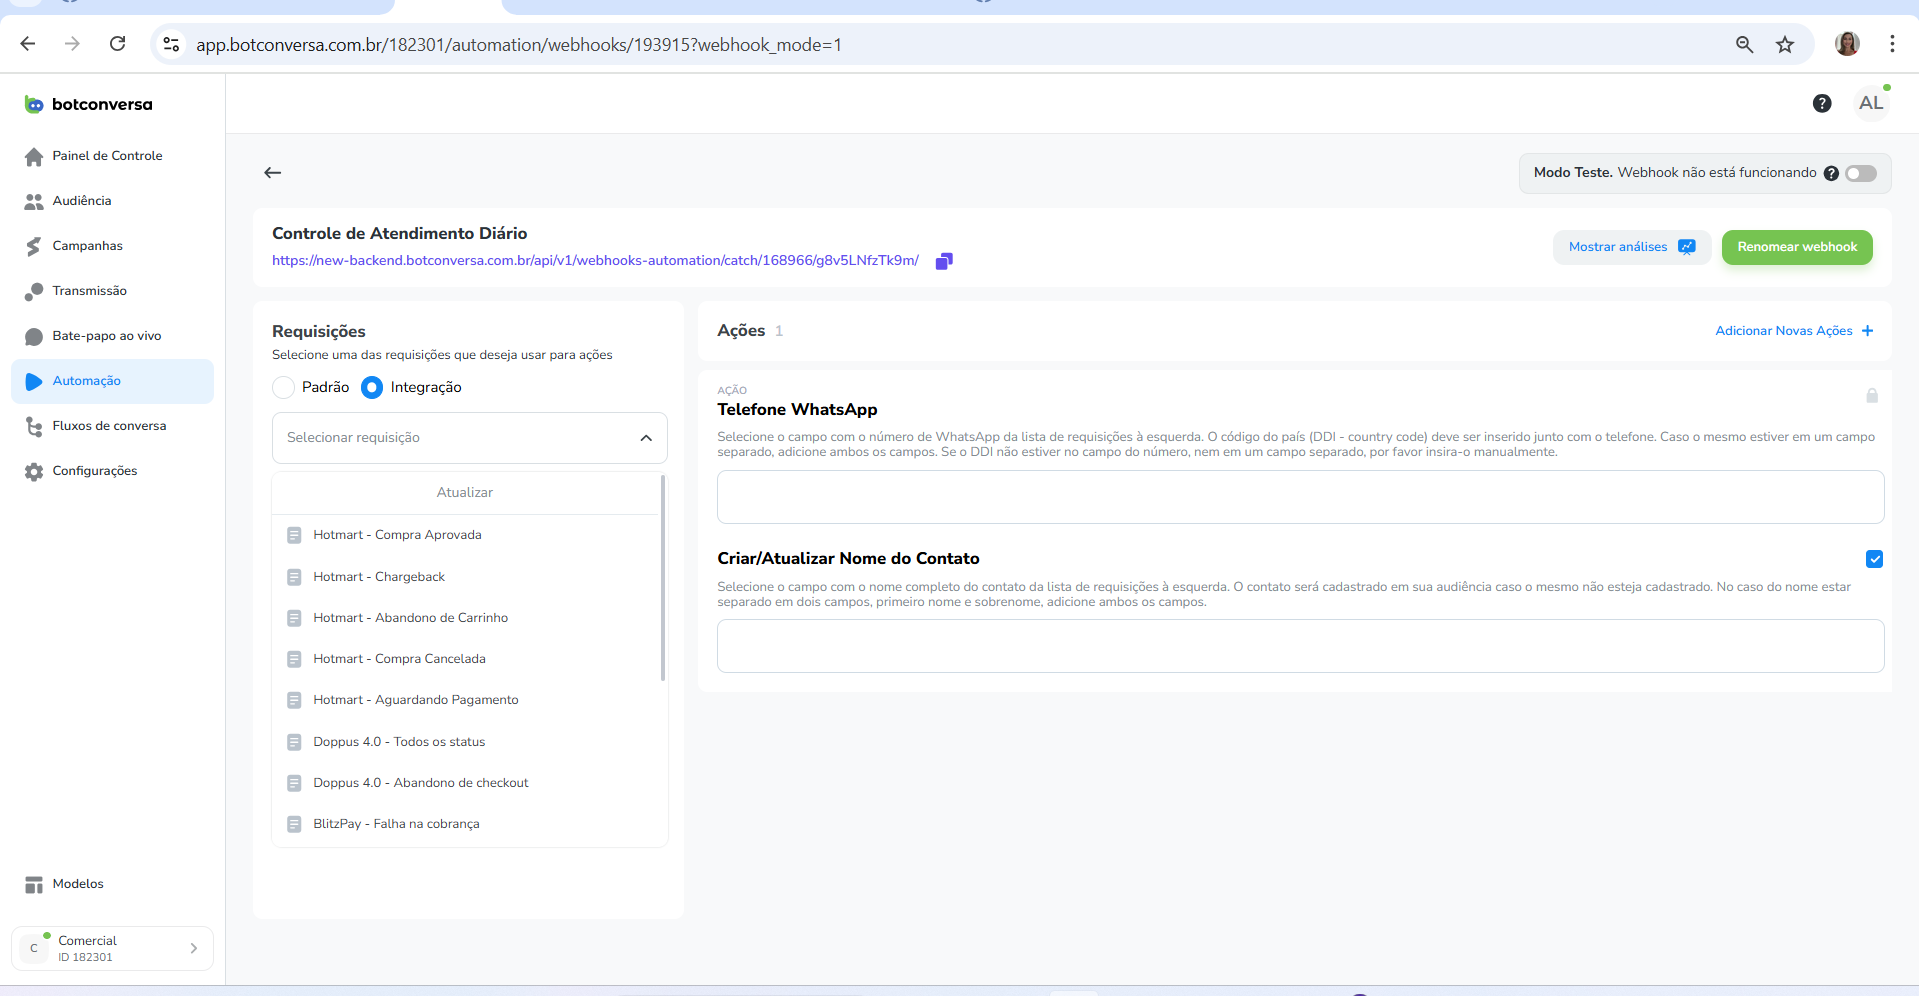 app.botconversa.com.br/182301/automation/webhooks/193915?webhook_mode=1
botconversa
AL
Painel de Controle
Audiência
Campanhas
Transmissão
Bate-papo ao vivo
Automação
Fluxos de conversa
Configurações
Modelos
C
Comercial
ID 182301
Modo Teste. Webhook não está funcionando
Controle de Atendimento Diário
https://new-backend.botconversa.com.br/api/v1/webhooks-automation/catch/168966/g8v5LNfzTk9m/
Mostrar análises
Renomear webhook
Requisições
Selecione uma das requisições que deseja usar para ações
Padrão
Integração
Selecionar requisição
Atualizar
Hotmart - Compra Aprovada
Hotmart - Chargeback
Hotmart - Abandono de Carrinho
Hotmart - Compra Cancelada
Hotmart - Aguardando Pagamento
Doppus 4.0 - Todos os status
Doppus 4.0 - Abandono de checkout
BlitzPay - Falha na cobrança
Ações 1
Adicionar Novas Ações +
AÇÃO
Telefone WhatsApp
Selecione o campo com o número de WhatsApp da lista de requisições à esquerda. O código do país (DDI - country code) deve ser inserido junto com o telefone. Caso o mesmo estiver em um campo
separado, adicione ambos os campos. Se o DDI não estiver no campo do número, nem em um campo separado, por favor insira-o manualmente.
Criar/Atualizar Nome do Contato
Selecione o campo com o nome completo do contato da lista de requisições à esquerda. O contato será cadastrado em sua audiência caso o mesmo não esteja cadastrado. No caso do nome estar
separado em dois campos, primeiro nome e sobrenome, adicione ambos os campos.